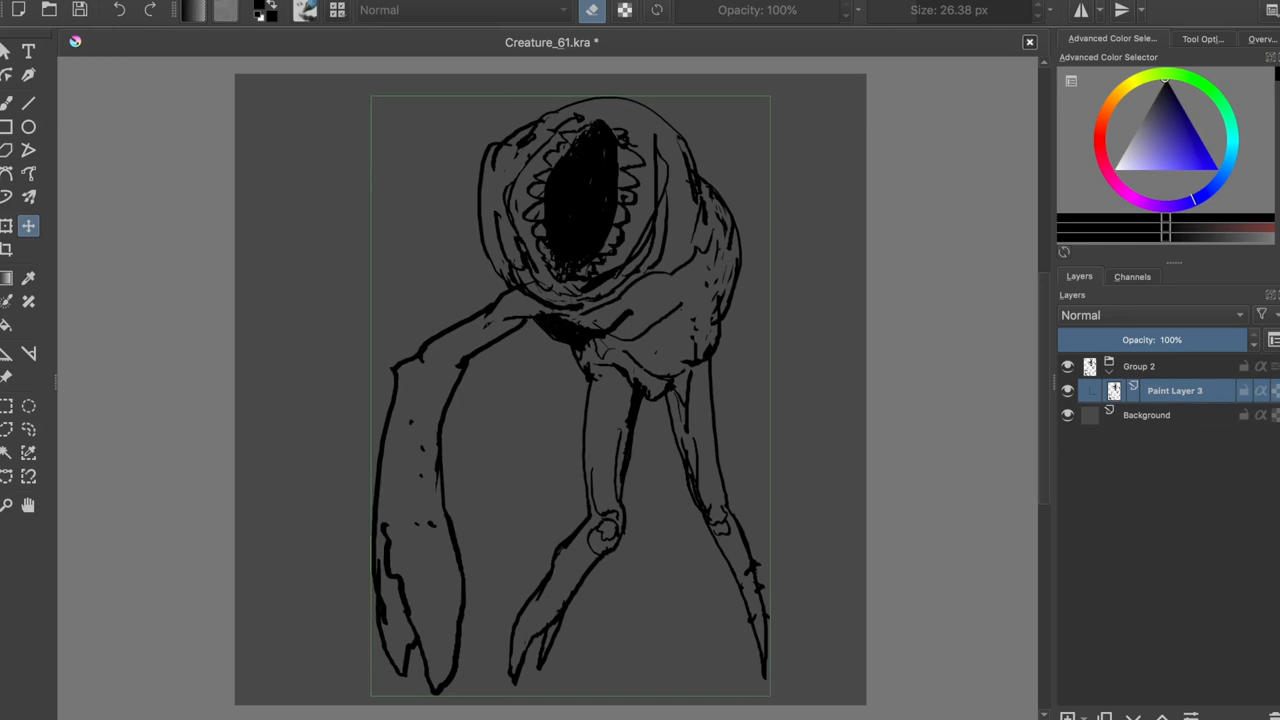 Normal
Opacity: 100%
Size: 26.38 px
Creature_61.kra *
Advanced Color Sele...
Tool Opti...
Overv...
Advanced Color Selector
Layers
Channels
Layers
Normal
Opacity: 100%
Group 2
Paint Layer 3
Background